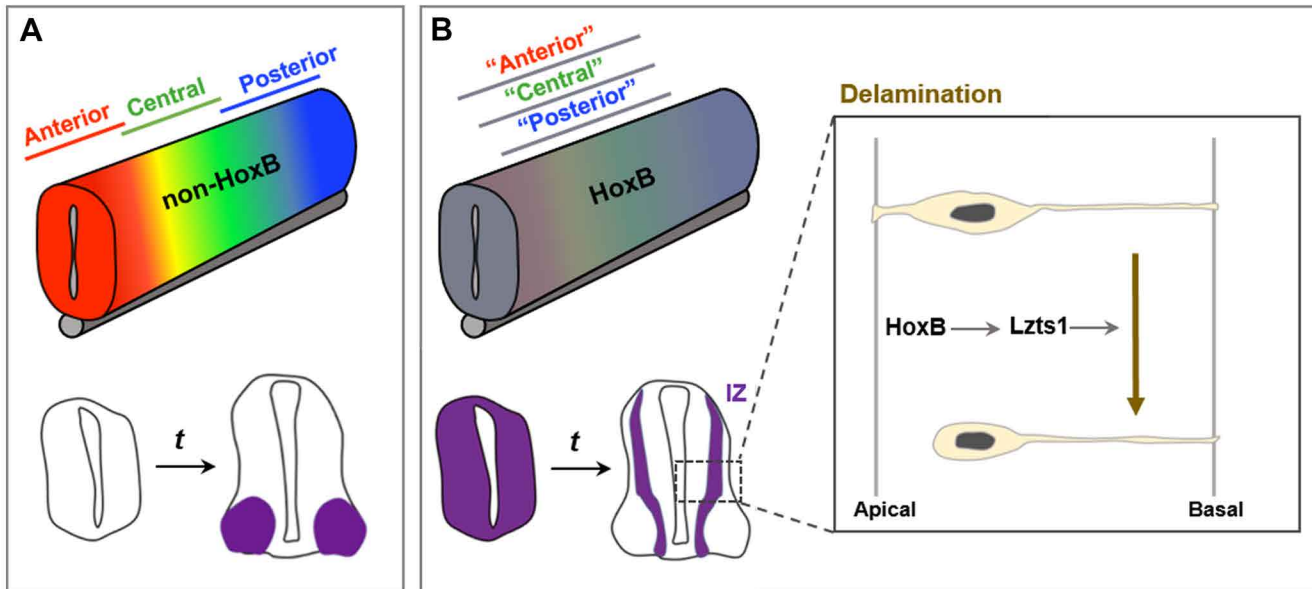 A
Anterior
Central
Posterior
non-HoxB
t
B
“Anterior”
“Central”
“Posterior”
HoxB
t
IZ
Delamination
HoxB
Lzts1
Apical
Basal